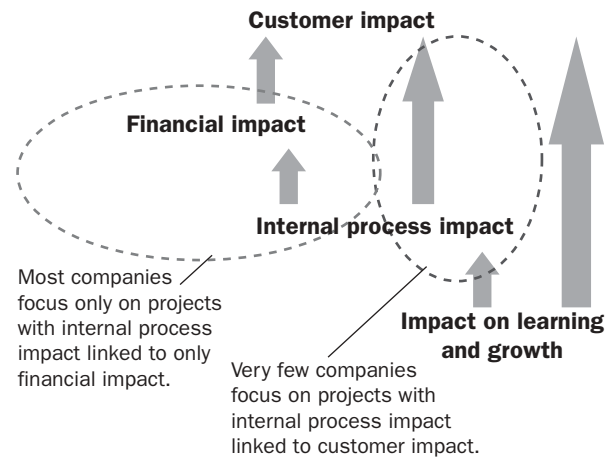 Customer impact
Financial impact
Internal process impact
Most companies
focus only on projects
with internal process
impact linked to only
financial impact.
Impact on learning
and growth
Very few companies
focus on projects with
internal process impact
linked to customer impact.